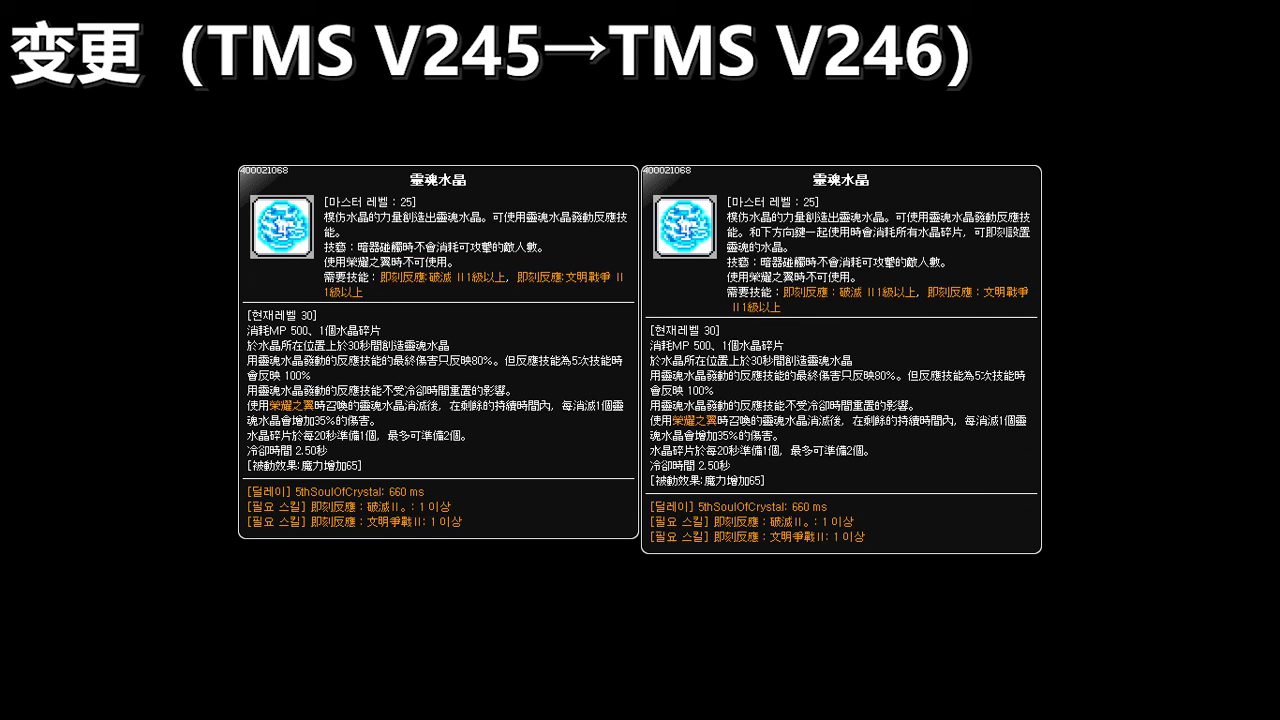 变更（TMS V245→TMS V246）
400021068
靈魂水晶
[마스터 레벨 : 25]
模仿水晶的力量創造出靈魂水晶。可使用靈魂水晶發動反應技
能。
技藝：暗器碰觸時不會消耗可攻擊的敵人數。
使用榮耀之翼時不可使用。
需要技能：即刻反應:破滅 II 1級以上, 即刻反應:文明戰爭 II
1級以上
[현재레벨 30]
消耗MP 500、1個水晶碎片
於水晶所在位置上於30秒間創造靈魂水晶
用靈魂水晶發動的反應技能的最終傷害只反映80%。但反應技能為5次技能時
會反映 100%
用靈魂水晶發動的反應技能不受冷卻時間重置的影響。
使用榮耀之翼時召喚的靈魂水晶消滅後，在剩餘的持續時間內，每消滅1個靈
魂水晶會增加35%的傷害。
水晶碎片於每20秒準備1個，最多可準備2個。
冷卻時間 2.50秒
[被動效果:魔力增加65]
[딜레이] 5thSoulOfCrystal: 660 ms
[필요 스킬] 即刻反應：破滅II。: 1 이상
[필요 스킬] 即刻反應：文明爭戰II: 1 이상
400021068
靈魂水晶
[마스터 레벨 : 25]
模仿水晶的力量創造出靈魂水晶。可使用靈魂水晶發動反應技
能。和下方向鍵一起使用時會消耗所有水晶碎片，可即刻設置
靈魂的水晶。
技藝：暗器碰觸時不會消耗可攻擊的敵人數。
使用榮耀之翼時不可使用。
需要技能：即刻反應：破滅 II 1級以上, 即刻反應：文明戰爭
II 1級以上
[현재레벨 30]
消耗MP 500、1個水晶碎片
於水晶所在位置上於30秒間創造靈魂水晶
用靈魂水晶發動的反應技能的最終傷害只反映80%。但反應技能為5次技能時
會反映 100%
用靈魂水晶發動的反應技能不受冷卻時間重置的影響。
使用榮耀之翼時召喚的靈魂水晶消滅後，在剩餘的持續時間內，每消滅1個靈
魂水晶會增加35%的傷害。
水晶碎片於每20秒準備1個，最多可準備2個。
冷卻時間 2.50秒
[被動效果:魔力增加65]
[딜레이] 5thSoulOfCrystal: 660 ms
[필요 스킬] 即刻反應：破滅II。: 1 이상
[필요 스킬] 即刻反應：文明爭戰II: 1 이상